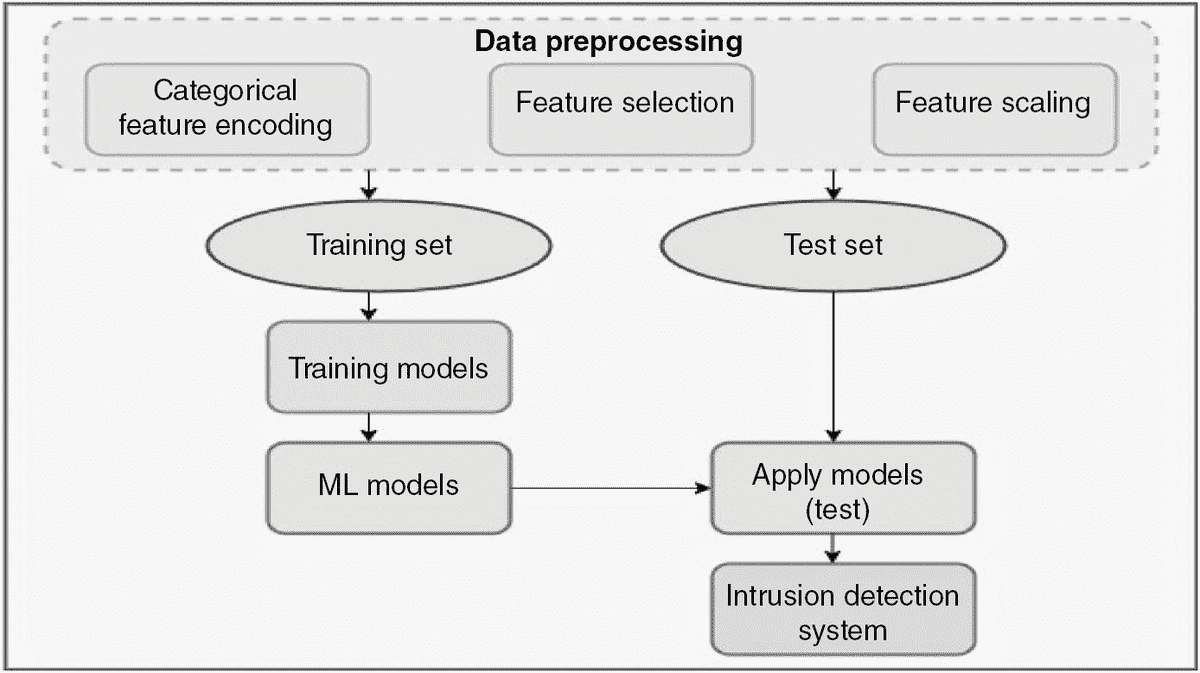 Data preprocessing
Categorical
feature encoding
Feature selection
Feature scaling
Training set
Test set
Training models
ML models
Apply models
(test)
Intrusion detection
system